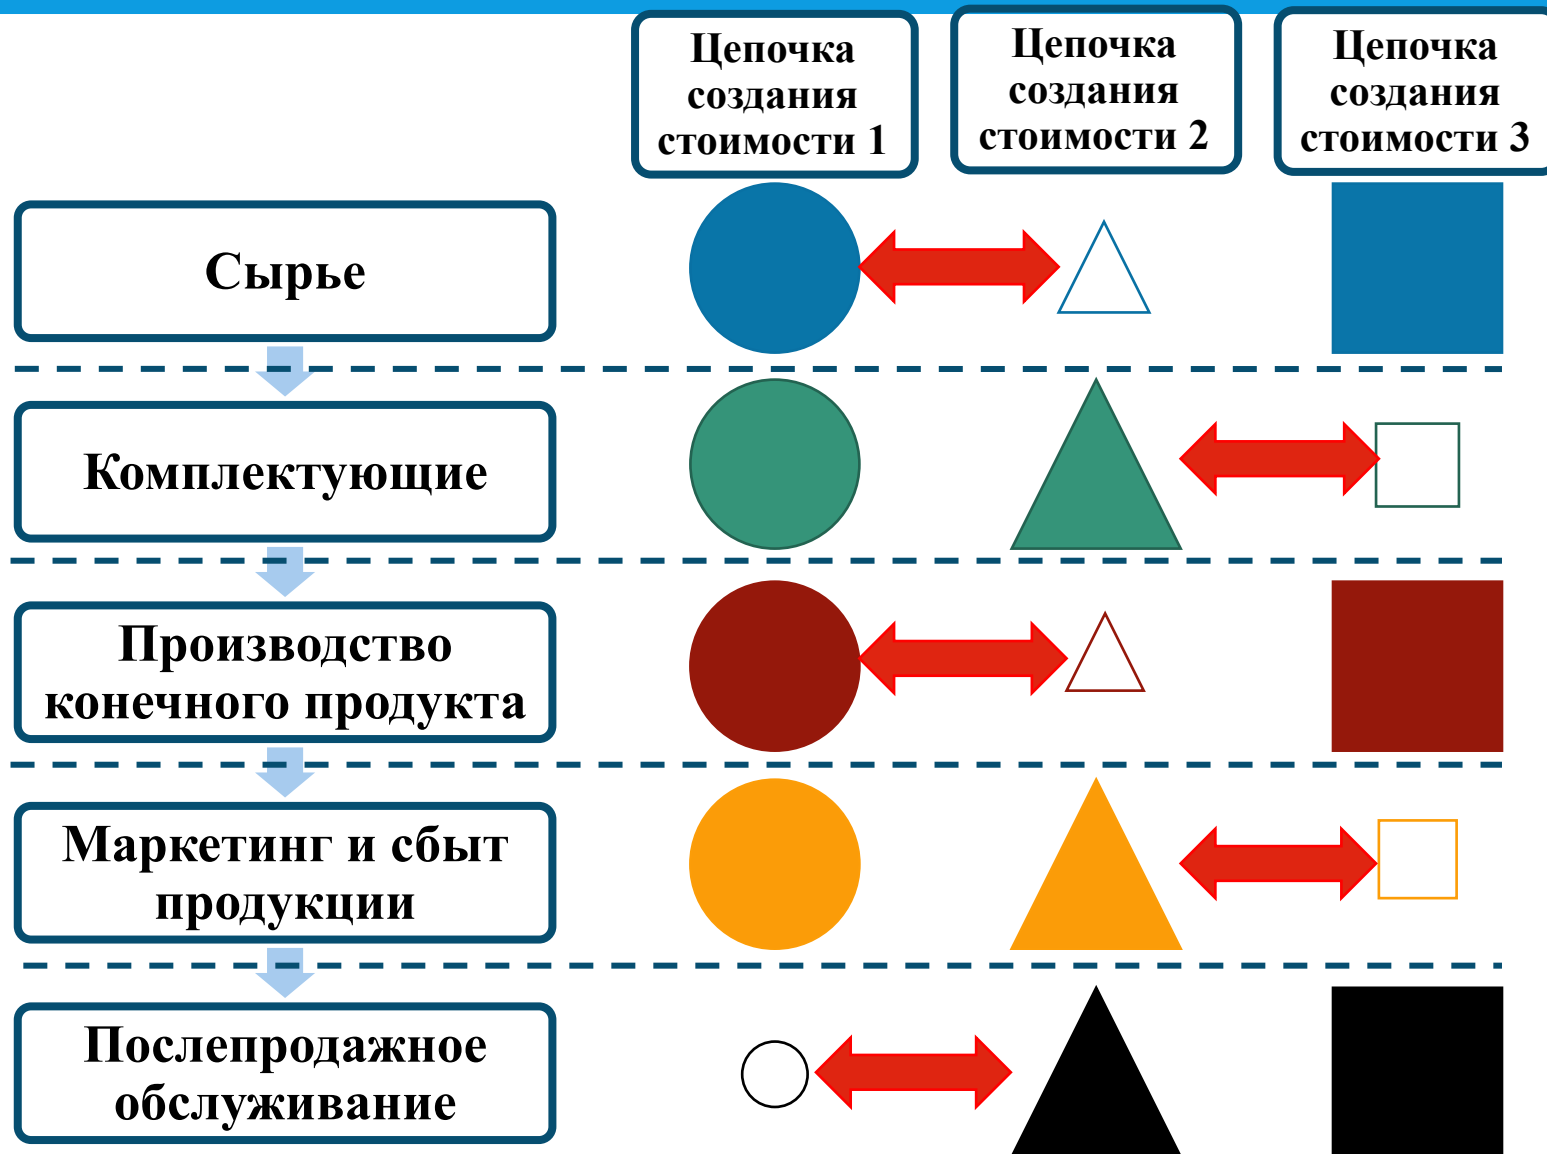 Цепочка
создания
стоимости 1
Цепочка
создания
стоимости 2
Цепочка
создания
стоимости 3
Сырье
Комплектующие
Производство
конечного продукта
Маркетинг и сбыт
продукции
Послепродажное
обслуживание